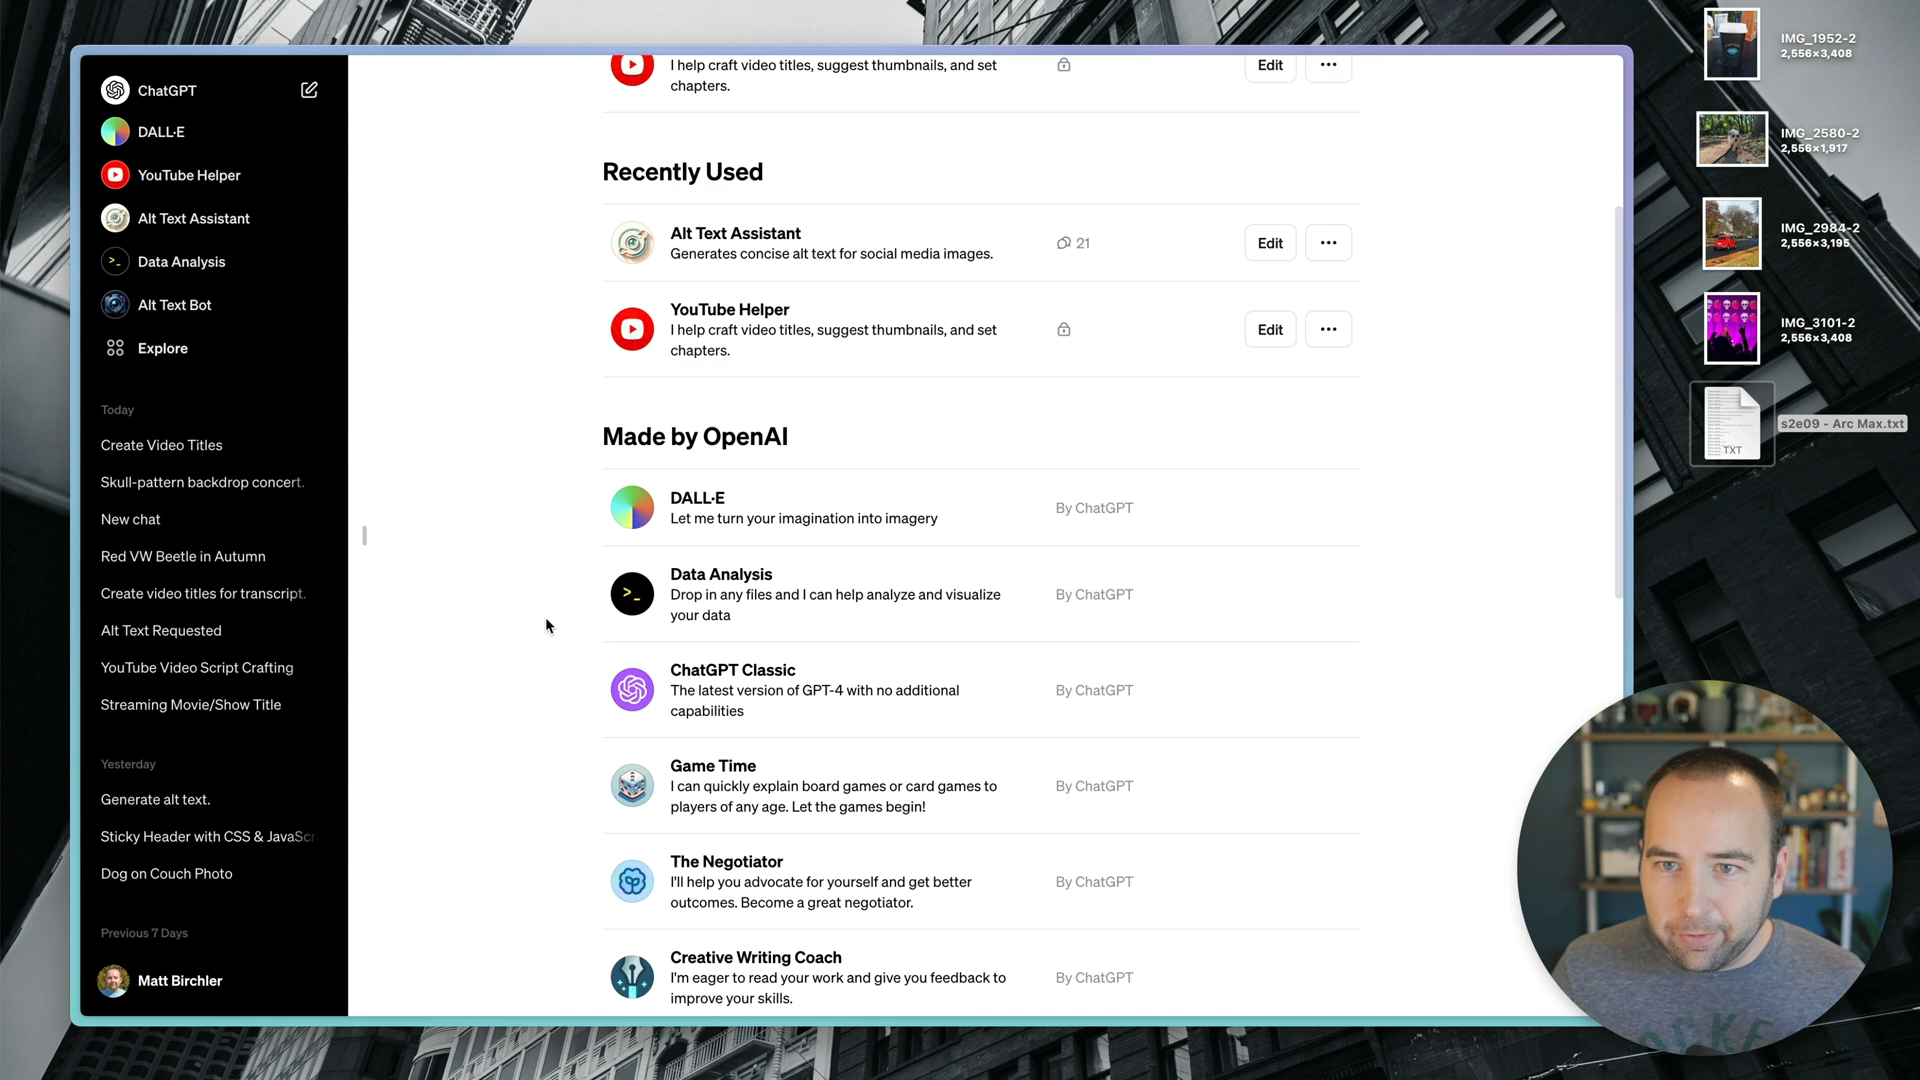 ChatGPT
DALL·E
YouTube Helper
Alt Text Assistant
Data Analysis
Alt Text Bot
Explore
Today
Create Video Titles
Skull-pattern backdrop concert.
New chat
Red VW Beetle in Autumn
Create video titles for transcript.
Alt Text Requested
YouTube Video Script Crafting
Streaming Movie/Show Title
Yesterday
Generate alt text.
Sticky Header with CSS & JavaScr
Dog on Couch Photo
Previous 7 Days
Matt Birchler
I help craft video titles, suggest thumbnails, and set
chapters.
Edit
Recently Used
Alt Text Assistant
Generates concise alt text for social media images.
21
Edit
YouTube Helper
I help craft video titles, suggest thumbnails, and set
chapters.
Edit
Made by OpenAI
DALL·E
Let me turn your imagination into imagery
By ChatGPT
Data Analysis
Drop in any files and I can help analyze and visualize
your data
By ChatGPT
ChatGPT Classic
The latest version of GPT-4 with no additional
capabilities
By ChatGPT
Game Time
I can quickly explain board games or card games to
players of any age. Let the games begin!
By ChatGPT
The Negotiator
I'll help you advocate for yourself and get better
outcomes. Become a great negotiator.
By ChatGPT
Creative Writing Coach
I'm eager to read your work and give you feedback to
improve your skills.
By ChatGPT
IMG_1952-2
2,556×3,408
IMG_2580-2
2,556×1,917
IMG_2984-2
2,556×3,195
IMG_3101-2
2,556×3,408
TXT
s2e09 - Arc Max.txt